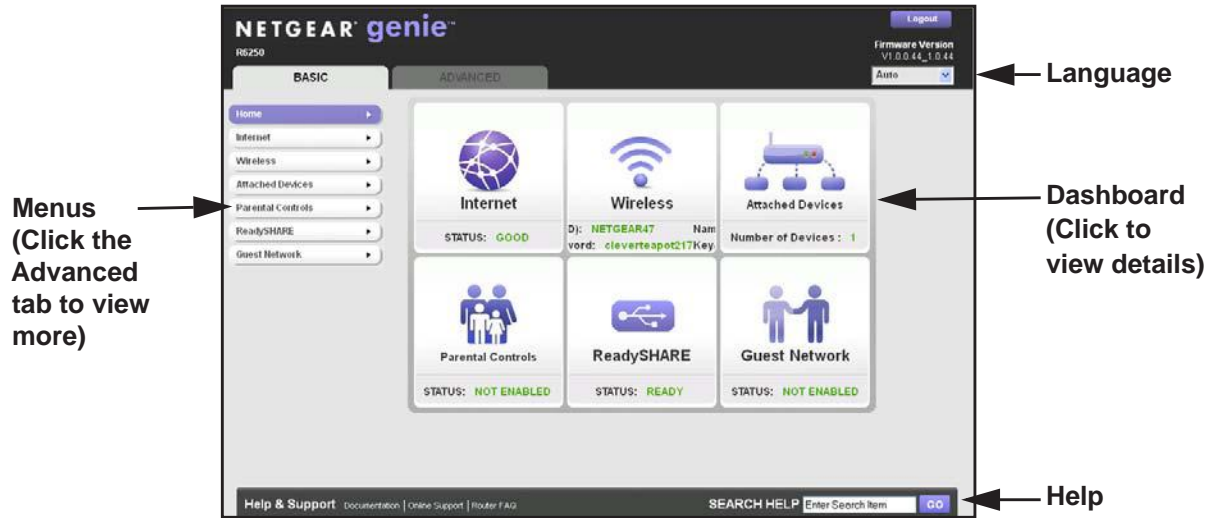 NETGEAR® genie™
R6250
Logout
Firmware Version
V1.0.0.44_1.0.44
Auto
BASIC
ADVANCED
Home
Internet
Wireless
Attached Devices
Parental Controls
ReadySHARE
Guest Network
Internet
STATUS: GOOD
Wireless
D): NETGEAR47 Nam
vord: cleverteapot217Key
Attached Devices
Number of Devices : 1
Parental Controls
STATUS: NOT ENABLED
ReadySHARE
STATUS: READY
Guest Network
STATUS: NOT ENABLED
Help & Support Documentation | Online Support | Router FAQ
SEARCH HELP Enter Search Item GO
Menus
(Click the
Advanced
tab to view
more)
Language
Dashboard
(Click to
view details)
Help